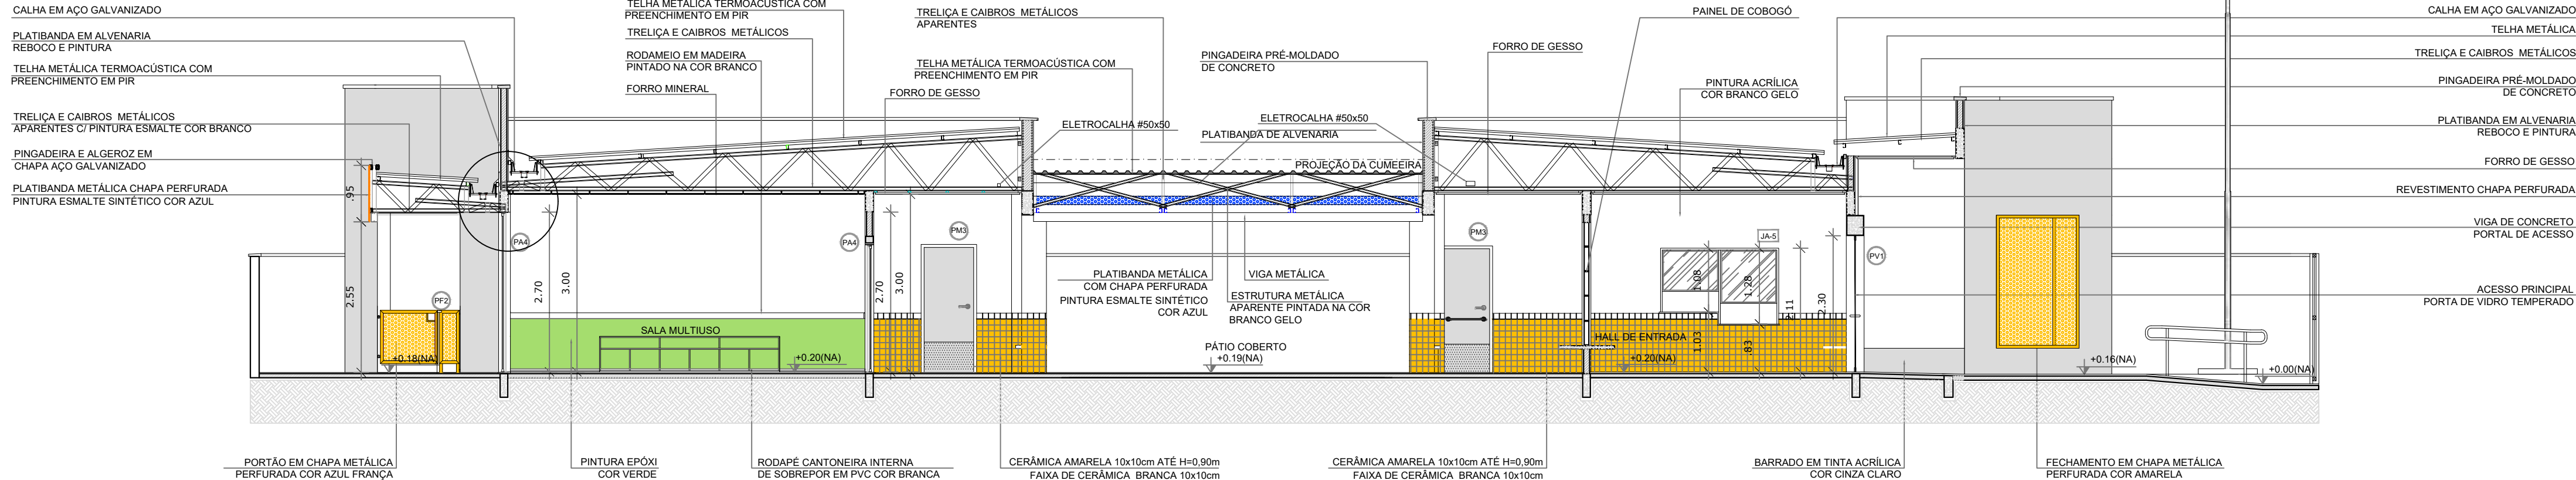 CALHA EM AÇO GALVANIZADO
PLATIBANDA EM ALVENARIA
REBOCO E PINTURA
TELHA METÁLICA TERMOACÚSTICA COM
PREENCHIMENTO EM PIR
TRELIÇA E CAIBROS METÁLICOS
APARENTES C/ PINTURA ESMALTE COR BRANCO
PINGADEIRA E ALGEROZ EM
CHAPA AÇO GALVANIZADO
PLATIBANDA METÁLICA CHAPA PERFURADA
PINTURA ESMALTE SINTÉTICO COR AZUL
TELHA METÁLICA TERMOACÚSTICA COM
PREENCHIMENTO EM PIR
TRELIÇA E CAIBROS METÁLICOS
RODAMEIO EM MADEIRA
PINTADO NA COR BRANCO
FORRO MINERAL
TRELIÇA E CAIBROS METÁLICOS
APARENTES
TELHA METÁLICA TERMOACÚSTICA COM
PREENCHIMENTO EM PIR
FORRO DE GESSO
ELETROCALHA #50x50
PINGADEIRA PRÉ-MOLDADO
DE CONCRETO
ELETROCALHA #50x50
PLATIBANDA DE ALVENARIA
PROJEÇÃO DA CUMEEIRA
FORRO DE GESSO
PAINEL DE COBOGÓ
PINTURA ACRÍLICA
COR BRANCO GELO
CALHA EM AÇO GALVANIZADO
TELHA METÁLICA
TRELIÇA E CAIBROS METÁLICOS
PINGADEIRA PRÉ-MOLDADO
DE CONCRETO
PLATIBANDA EM ALVENARIA
REBOCO E PINTURA
FORRO DE GESSO
REVESTIMENTO CHAPA PERFURADA
VIGA DE CONCRETO
PORTAL DE ACESSO
ACESSO PRINCIPAL
PORTA DE VIDRO TEMPERADO
.95
2.55
PF2
+0.18(NA)
PA4
2.70
3.00
SALA MULTIUSO
+0.20(NA)
PA4
2.70
3.00
PM3
PLATIBANDA METÁLICA
COM CHAPA PERFURADA
PINTURA ESMALTE SINTÉTICO
COR AZUL
VIGA METÁLICA
ESTRUTURA METÁLICA
APARENTE PINTADA NA COR
BRANCO GELO
PÁTIO COBERTO
+0.19(NA)
PM3
HALL DE ENTRADA
+0.20(NA)
1.08
1.03
JA-5
1.28
.83
2.11
2.30
PV1
+0.16(NA)
+0.00(NA)
PORTÃO EM CHAPA METÁLICA
PERFURADA COR AZUL FRANÇA
PINTURA EPÓXI
COR VERDE
RODAPÉ CANTONEIRA INTERNA
DE SOBREPOR EM PVC COR BRANCA
CERÂMICA AMARELA 10x10cm ATÉ H=0,90m
FAIXA DE CERÂMICA BRANCA 10x10cm
CERÂMICA AMARELA 10x10cm ATÉ H=0,90m
FAIXA DE CERÂMICA BRANCA 10x10cm
BARRADO EM TINTA ACRÍLICA
COR CINZA CLARO
FECHAMENTO EM CHAPA METÁLICA
PERFURADA COR AMARELA